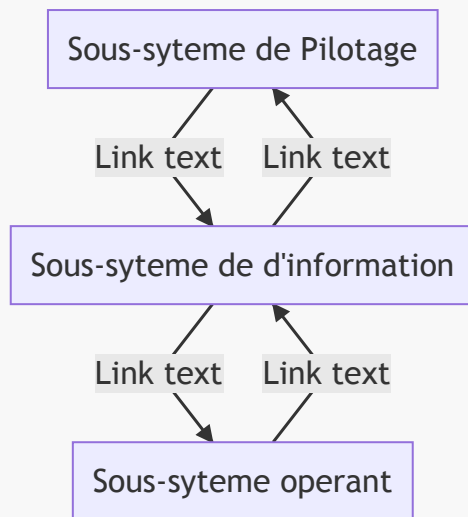 Sous-syteme de Pilotage
Link text Link text
Sous-syteme de d'information
Link text Link text
Sous-syteme operant